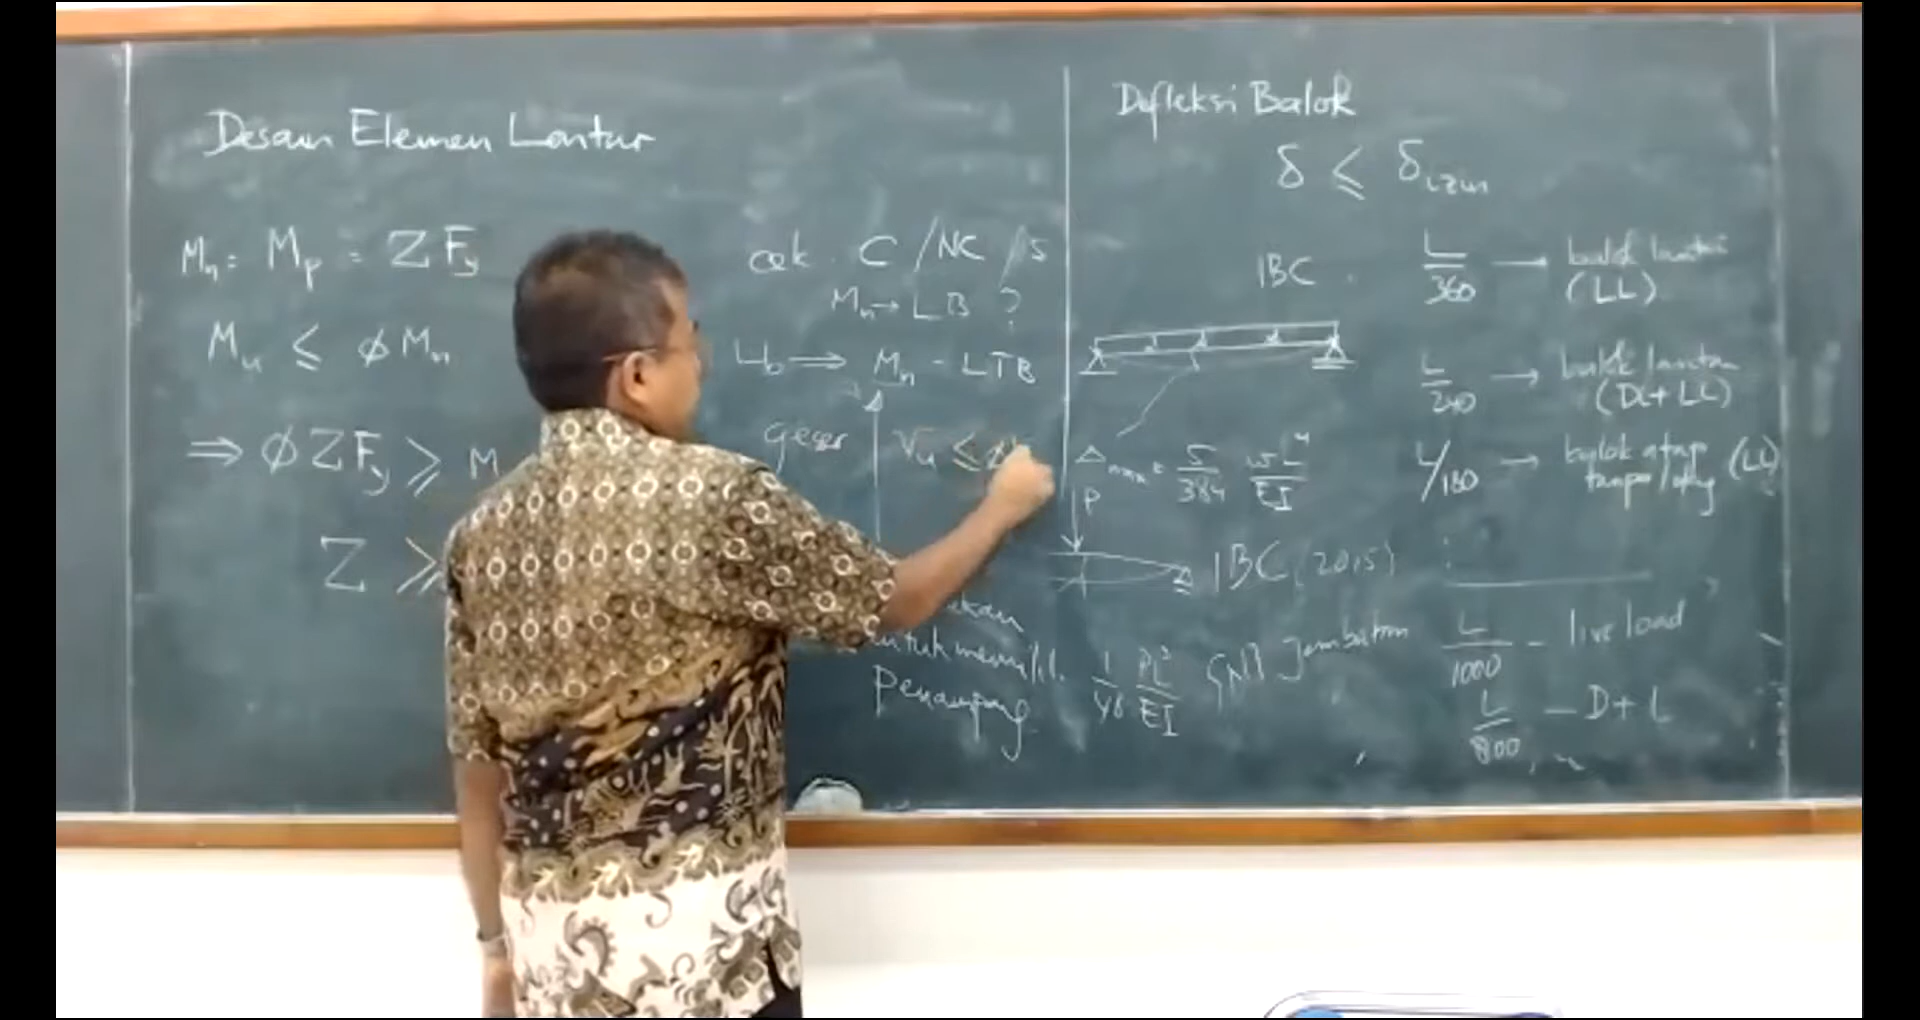 Desain Elemen Lentur
Mn = Mp = Z Fy
Mu ≤ φ Mn
⇒ φ Z Fy ≥ M
Z ≥
cek. C / NC / S
Mn → LB ?
Lb ⇒ Mn - LTB
geser
Vu ≤ φ
untuk memilih
Penampang
Defleksi Balok
δ ≤ δ izin
IBC
L/360 → balok lantai
(LL)
L/240 → balok lantai
(DL + LL)
L/180 → balok atap
tanpa (LL)
Δmax = 5/384 wL⁴/EI
P
IBC (2015)
1/48 PL³/EI
SNI Jembatan
L/1000 - live load
L/800 - D + L